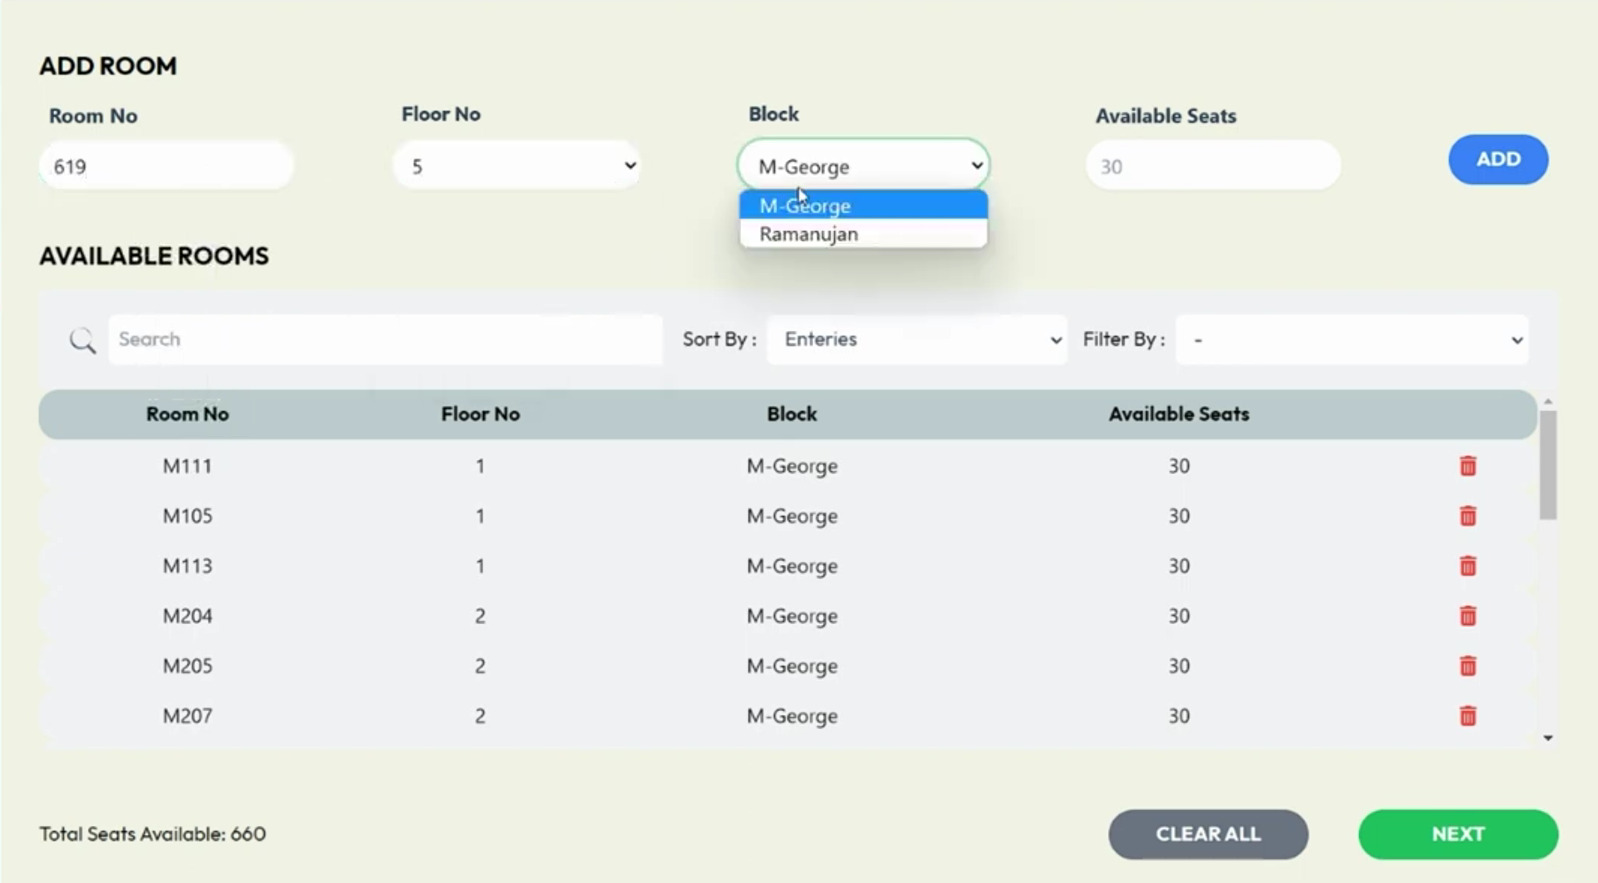 ADD ROOM
Room No Floor No Block Available Seats
619 5 M-George 30 ADD
M-George
Ramanujan
AVAILABLE ROOMS
Search Sort By : Enteries Filter By : -
Room No Floor No Block Available Seats
M111 1 M-George 30
M105 1 M-George 30
M113 1 M-George 30
M204 2 M-George 30
M205 2 M-George 30
M207 2 M-George 30
Total Seats Available: 660 CLEAR ALL NEXT